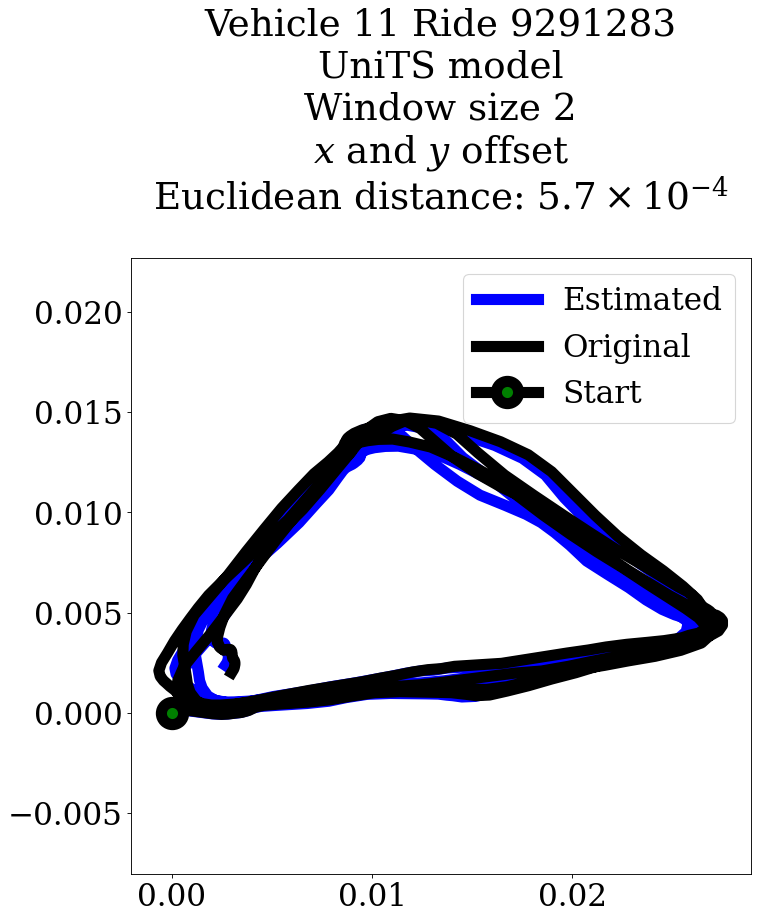 Vehicle 11 Ride 9291283
UniTS model
Window size 2
x and y offset
Euclidean distance: 5.7 × 10⁻⁴
Estimated
Original
Start
0.020
0.015
0.010
0.005
0.000
−0.005
0.00 0.01 0.02